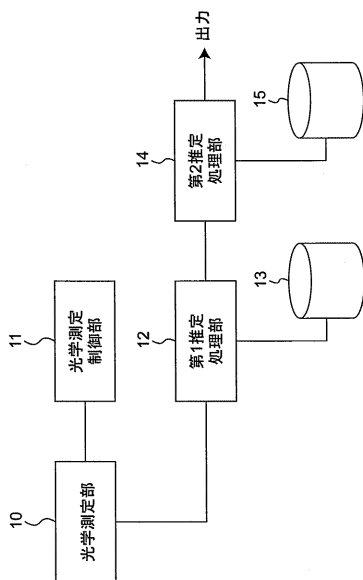 10
光学測定部
11
光学測定
制御部
12
第1推定
処理部
13
14
第2推定
処理部
15
出力